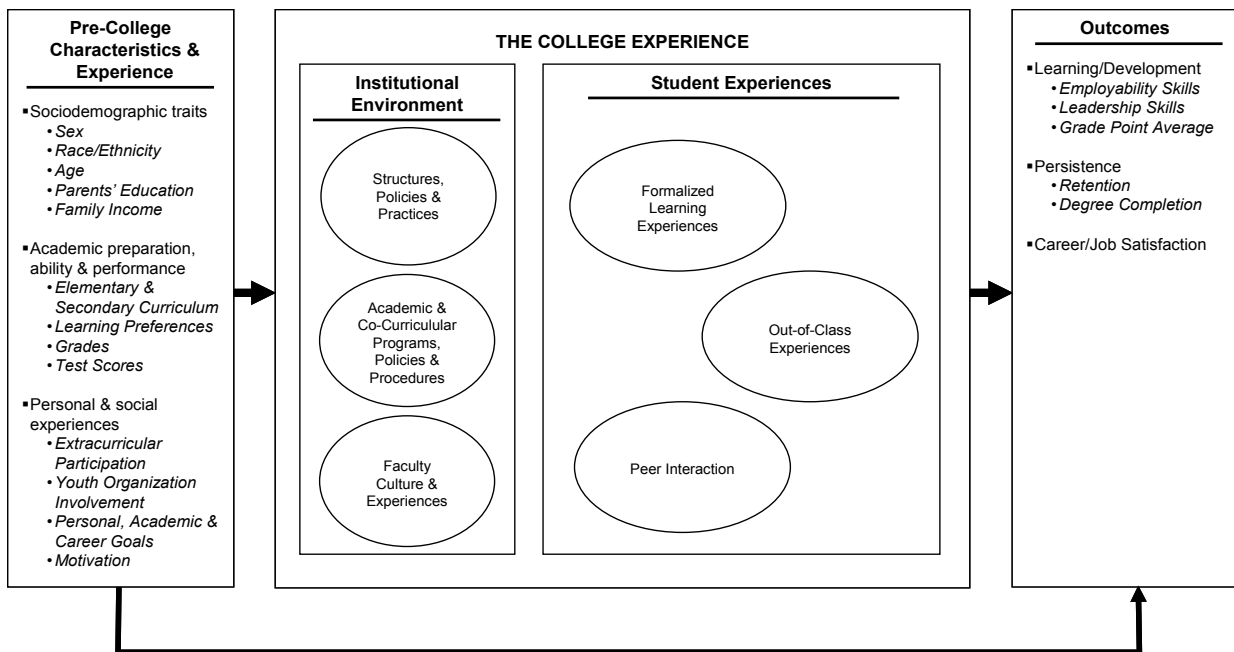 Pre-College
Characteristics &
Experience
▪Sociodemographic traits
• Sex
• Race/Ethnicity
• Age
• Parents’ Education
• Family Income
▪Academic preparation,
ability & performance
• Elementary &
Secondary Curriculum
• Learning Preferences
• Grades
• Test Scores
▪Personal & social
experiences
• Extracurricular
Participation
• Youth Organization
Involvement
• Personal, Academic &
Career Goals
• Motivation
THE COLLEGE EXPERIENCE
Institutional
Environment
Structures,
Policies &
Practices
Academic &
Co-Curriculular
Programs,
Policies &
Procedures
Faculty
Culture &
Experiences
Student Experiences
Formalized
Learning
Experiences
Out-of-Class
Experiences
Peer Interaction
Outcomes
▪Learning/Development
• Employability Skills
• Leadership Skills
• Grade Point Average
▪Persistence
• Retention
• Degree Completion
▪Career/Job Satisfaction